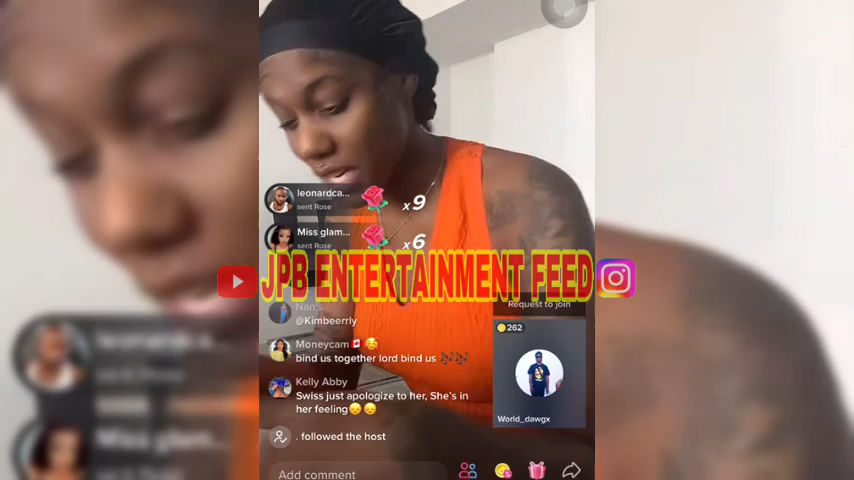 leonardca...
sent Rose
x9
Miss glam...
sent Rose
x6
JPB ENTERTAINMENT FEED
Request to join
Nan's
@Kimbeerrly
262
Moneycam
bind us together lord bind us
Kelly Abby
Swiss just apologize to her, She's in
her feeling
World_dawgx
. followed the host
Add comment